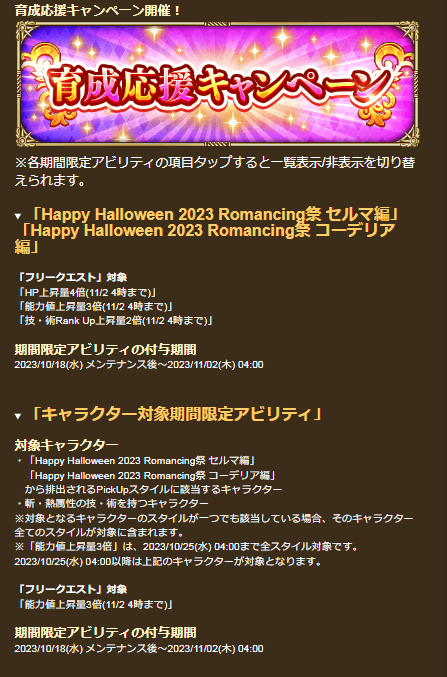 育成応援キャンペーン開催！
育成応援キャンペーン
※各期間限定アビリティの項目タップすると一覧表示/非表示を切り替
えられます。
▼「Happy Halloween 2023 Romancing祭 セルマ編」
「Happy Halloween 2023 Romancing祭 コーデリア
編」
「フリークエスト」対象
「HP上昇量4倍(11/2 4時まで)」
「能力値上昇量3倍(11/2 4時まで)」
「技・術Rank Up上昇量2倍(11/2 4時まで)」
期間限定アビリティの付与期間
2023/10/18(水) メンテナンス後～2023/11/02(木) 04:00
▼「キャラクター対象期間限定アビリティ」
対象キャラクター
・「Happy Halloween 2023 Romancing祭 セルマ編」
「Happy Halloween 2023 Romancing祭 コーデリア編」
から排出されるPickUpスタイルに該当するキャラクター
・斬・熱属性の技・術を持つキャラクター
※対象となるキャラクターのスタイルが一つでも該当している場合、そのキャラクター
全てのスタイルが対象に含まれます。
※「能力値上昇量3倍」は、2023/10/25(水) 04:00まで全スタイル対象です。
2023/10/25(水) 04:00以降は上記のキャラクターが対象となります。
「フリークエスト」対象
「能力値上昇量3倍(11/2 4時まで)」
期間限定アビリティの付与期間
2023/10/18(水) メンテナンス後～2023/11/02(木) 04:00